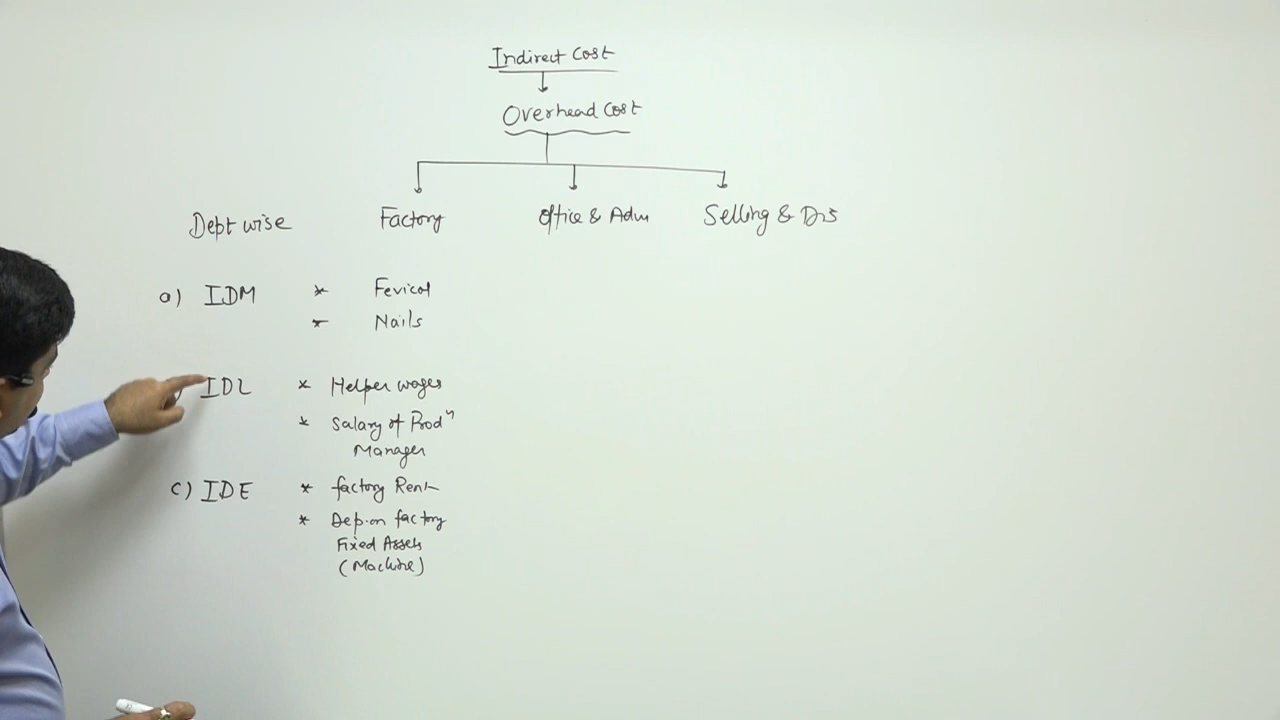 Indirect Cost
Overhead Cost
Dept wise Factory Office & Adm Selling & Dis
a) IDM * Fevicol
* Nails
) IDL * Helper wages
* Salary of Prodⁿ
Manager
c) IDE * factory Rent
* Dep. on factory
Fixed Assets
(Machine)